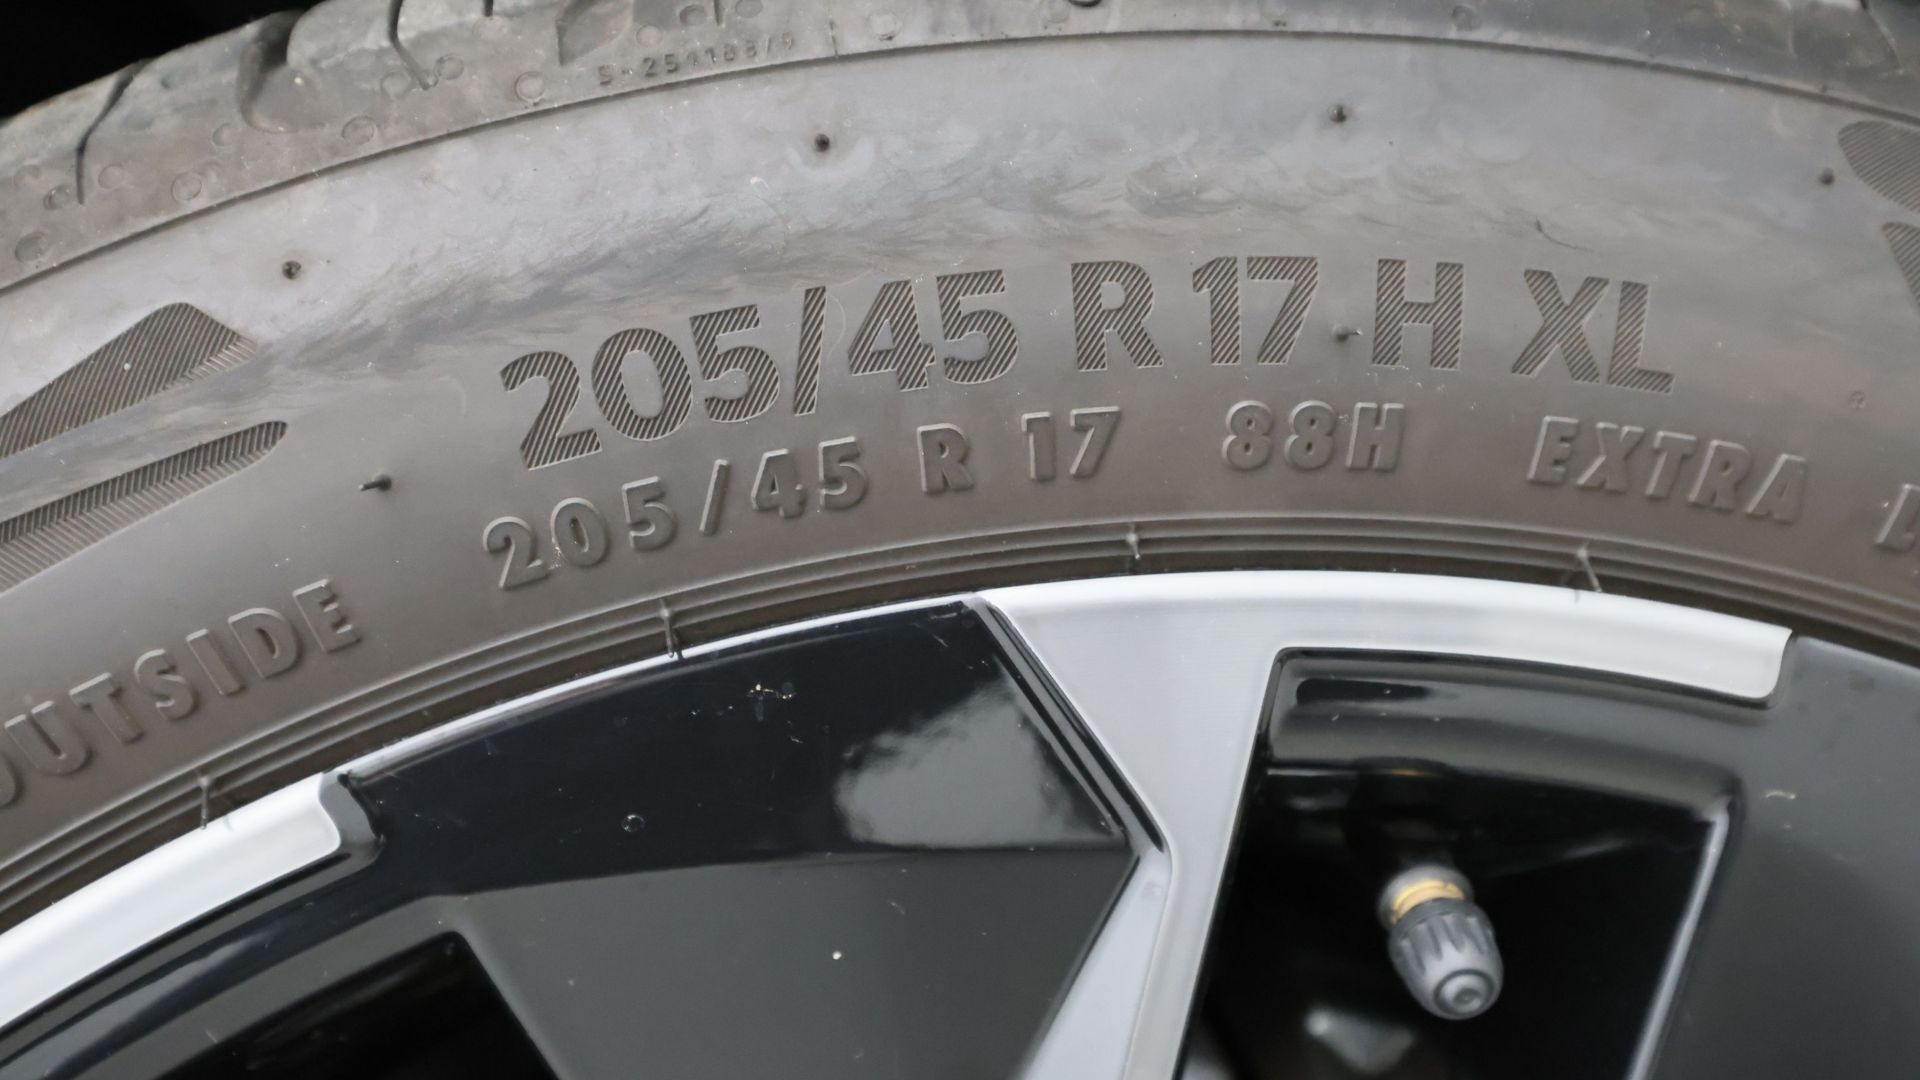 205/45 R 17 H XL
205/45 R 17 88H EXTRA
OUTSIDE